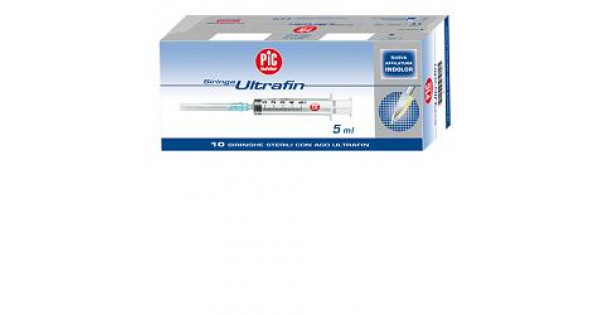 PiC
Siringa
Ultrafin
5 ml
10 SIRINGHE STERILI CON AGO ULTRAFIN
NUOVA
AFFILATURA
INDOLOR